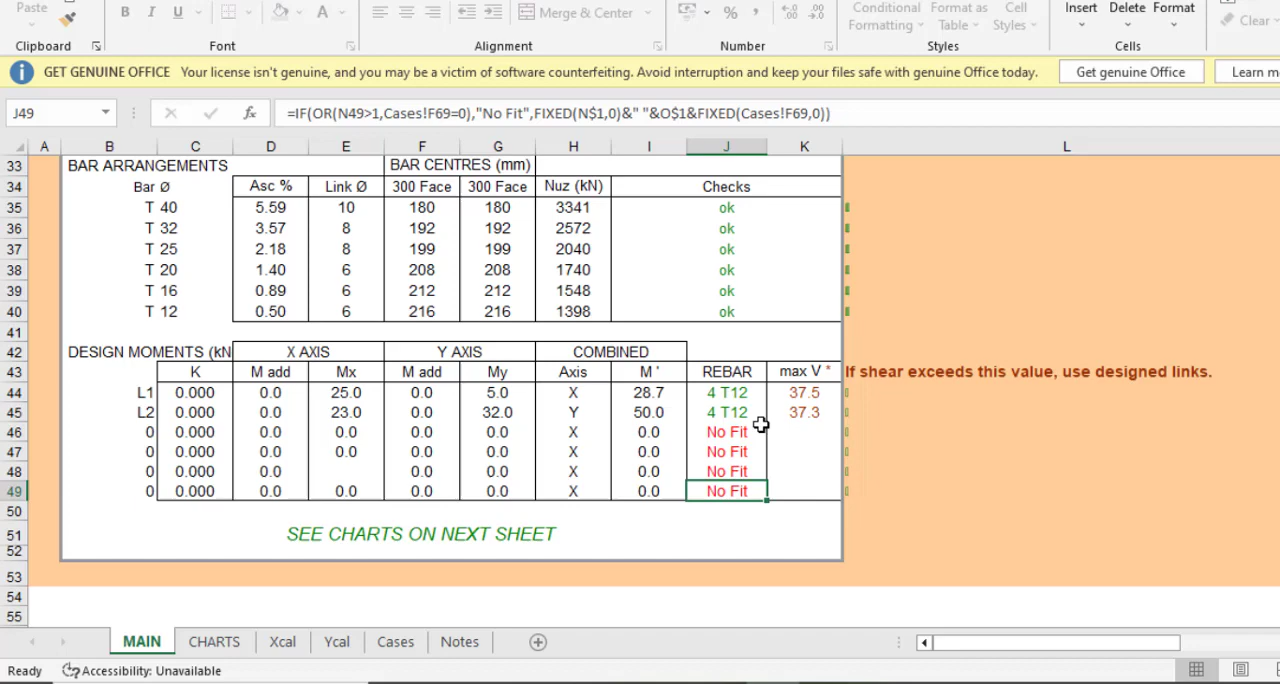 Paste
B I U A
Merge & Center
% ,
Conditional Formatting
Format as Table
Cell Styles
Insert Delete Format
Clear
Clipboard Font Alignment Number Styles Cells
GET GENUINE OFFICE Your license isn't genuine, and you may be a victim of software counterfeiting. Avoid interruption and keep your files safe with genuine Office today. Get genuine Office Learn m
J49 fx =IF(OR(N49>1,Cases!F69=0),"No Fit",FIXED(N$1,0)&" "&O$1&FIXED(Cases!F69,0))
A B C D E F G H I J K L
33 BAR ARRANGEMENTS BAR CENTRES (mm)
34 Bar Ø Asc % Link Ø 300 Face 300 Face Nuz (kN) Checks
35 T 40 5.59 10 180 180 3341 ok
36 T 32 3.57 8 192 192 2572 ok
37 T 25 2.18 8 199 199 2040 ok
38 T 20 1.40 6 208 208 1740 ok
39 T 16 0.89 6 212 212 1548 ok
40 T 12 0.50 6 216 216 1398 ok
41
42 DESIGN MOMENTS (kN X AXIS Y AXIS COMBINED
43 K M add Mx M add My Axis M ' REBAR max V * If shear exceeds this value, use designed links.
44 L1 0.000 0.0 25.0 0.0 5.0 X 28.7 4 T12 37.5
45 L2 0.000 0.0 23.0 0.0 32.0 Y 50.0 4 T12 37.3
46 0 0.000 0.0 0.0 0.0 0.0 X 0.0 No Fit
47 0 0.000 0.0 0.0 0.0 0.0 X 0.0 No Fit
48 0 0.000 0.0 0.0 0.0 X 0.0 No Fit
49 0 0.000 0.0 0.0 0.0 0.0 X 0.0 No Fit
50
51 SEE CHARTS ON NEXT SHEET
52
53
54
55
MAIN CHARTS Xcal Ycal Cases Notes
Ready Accessibility: Unavailable